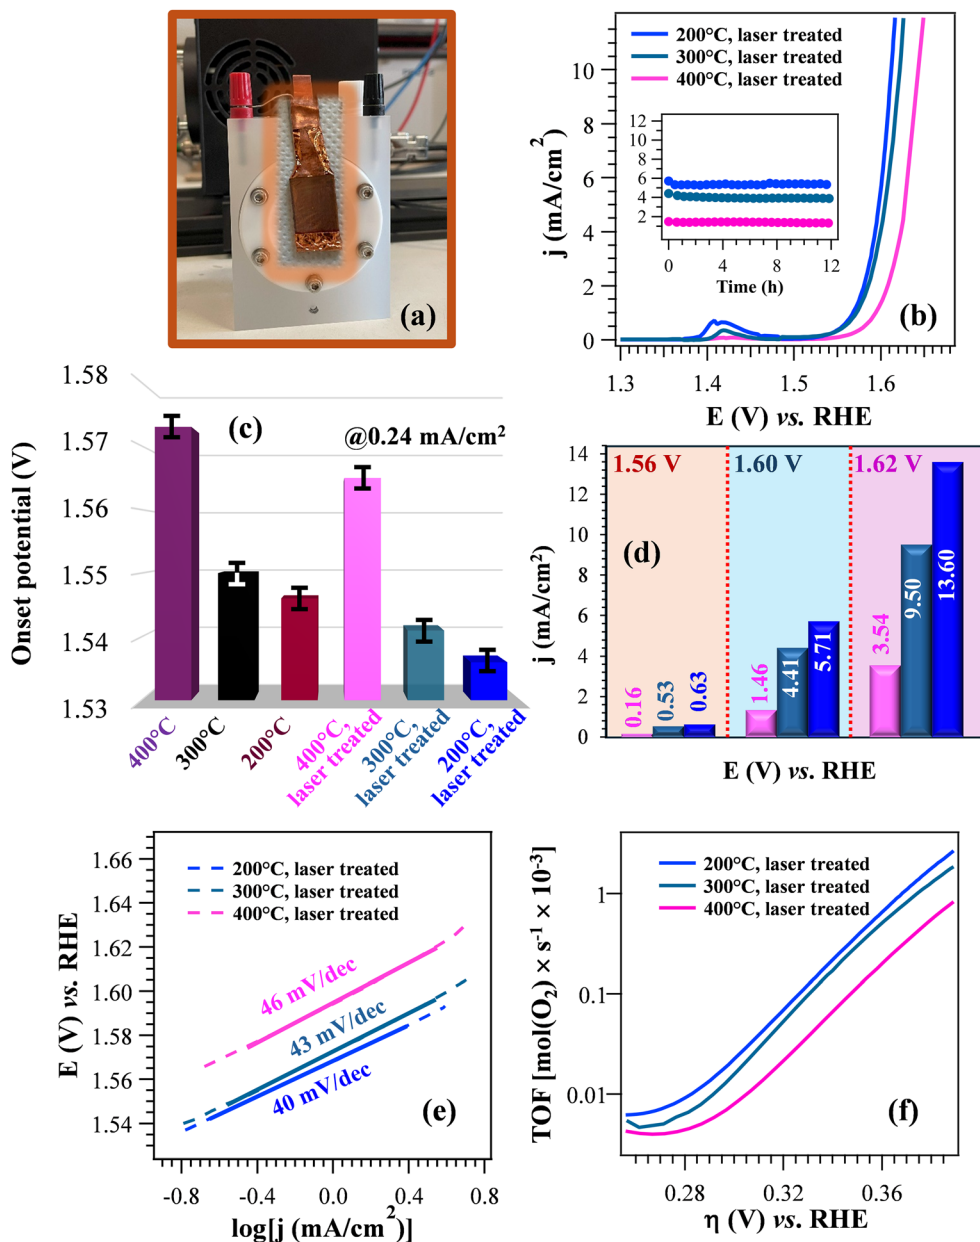 (a)
200°C, laser treated
300°C, laser treated
400°C, laser treated
j (mA/cm²)
10
8
6
4
2
0
12
10
8
6
4
2
0 4 8 12
Time (h)
(b)
1.3 1.4 1.5 1.6
E (V) vs. RHE
(c)
@0.24 mA/cm²
Onset potential (V)
1.58
1.57
1.56
1.55
1.54
1.53
400°C
300°C
200°C
400°C,
laser treated
300°C,
laser treated
200°C,
laser treated
1.56 V 1.60 V 1.62 V
(d)
j (mA/cm²)
14
12
10
8
6
4
2
0
0.16
0.53
0.63
1.46
4.41
5.71
3.54
9.50
13.60
E (V) vs. RHE
200°C, laser treated
300°C, laser treated
400°C, laser treated
E (V) vs. RHE
1.66
1.64
1.62
1.60
1.58
1.56
1.54
46 mV/dec
43 mV/dec
40 mV/dec
(e)
-0.8 -0.4 0.0 0.4 0.8
log[j (mA/cm²)]
200°C, laser treated
300°C, laser treated
400°C, laser treated
TOF [mol(O₂) × s⁻¹ × 10⁻³]
1
0.1
0.01
(f)
0.28 0.32 0.36
η (V) vs. RHE